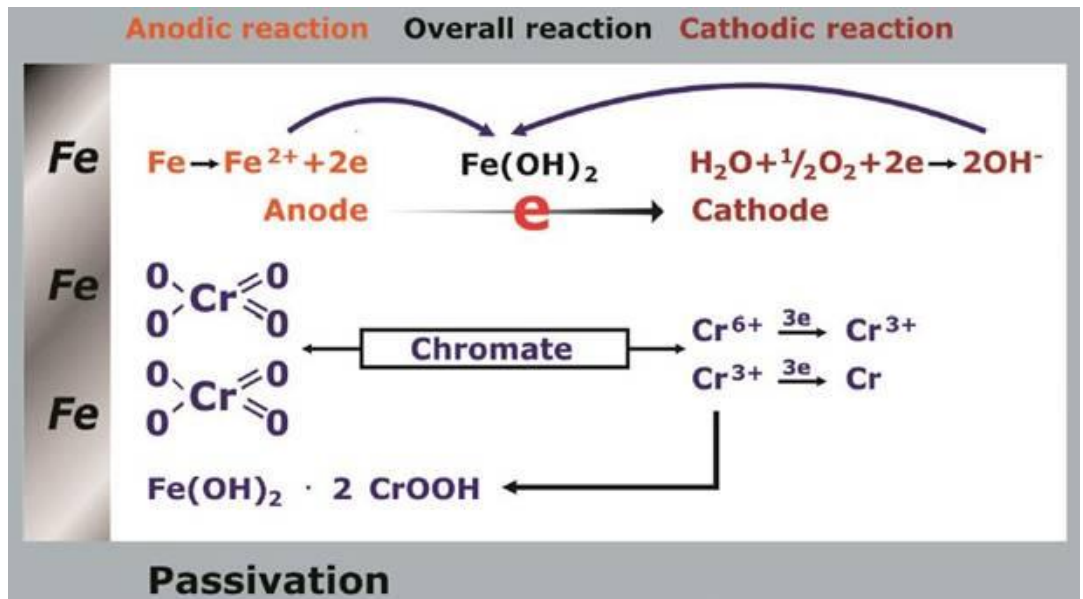 Anodic reaction Overall reaction Cathodic reaction
Fe Fe→Fe²⁺+2e Fe(OH)₂ H₂O+½O₂+2e→2OH⁻
Anode e Cathode
Fe
O O
Cr
O O
Chromate
Cr⁶⁺ 3e→ Cr³⁺
Cr³⁺ 3e→ Cr
Fe
O O
Cr
O O
Fe(OH)₂ · 2 CrOOH
Passivation